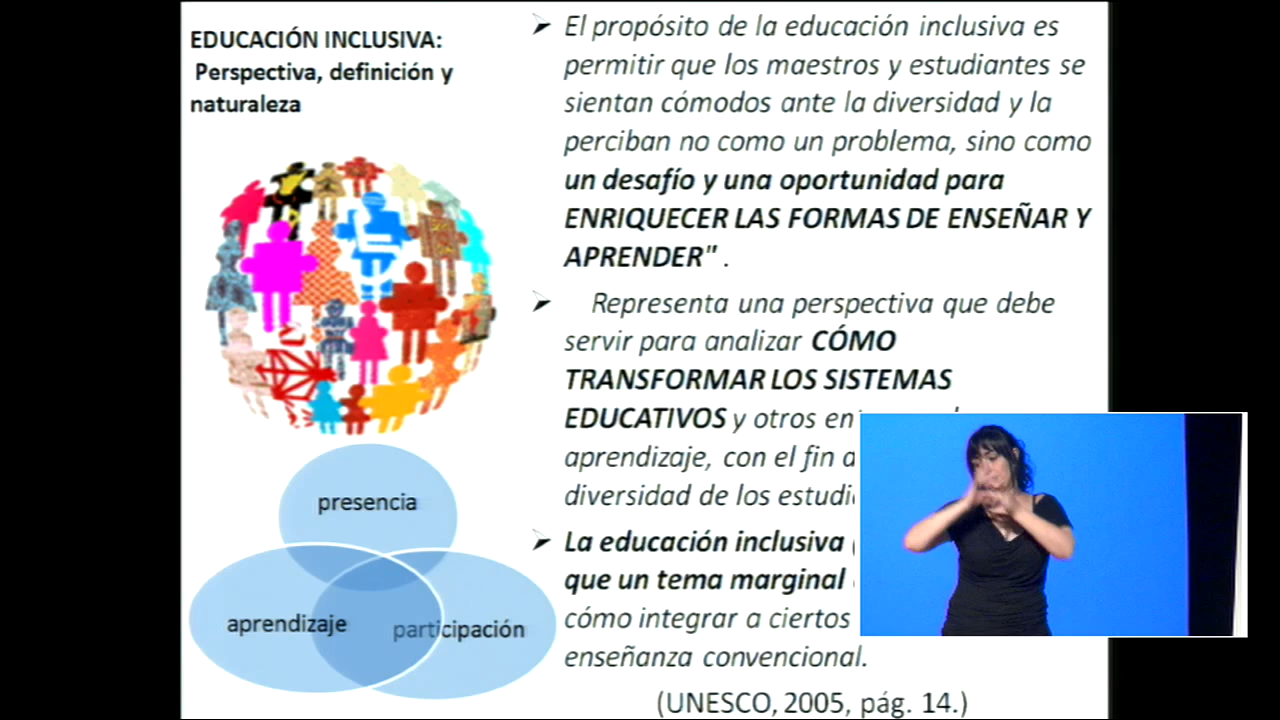 EDUCACIÓN INCLUSIVA:
Perspectiva, definición y
naturaleza
presencia
aprendizaje
participación
➢ El propósito de la educación inclusiva es
permitir que los maestros y estudiantes se
sientan cómodos ante la diversidad y la
perciban no como un problema, sino como
un desafío y una oportunidad para
ENRIQUECER LAS FORMAS DE ENSEÑAR Y
APRENDER" .
➢ Representa una perspectiva que debe
servir para analizar CÓMO
TRANSFORMAR LOS SISTEMAS
EDUCATIVOS y otros
aprendizaje, con el fin
diversidad de los
➢ La educación inclusiva
que un tema marginal
cómo integrar a ciertos
enseñanza convencional.
(UNESCO, 2005, pág. 14.)